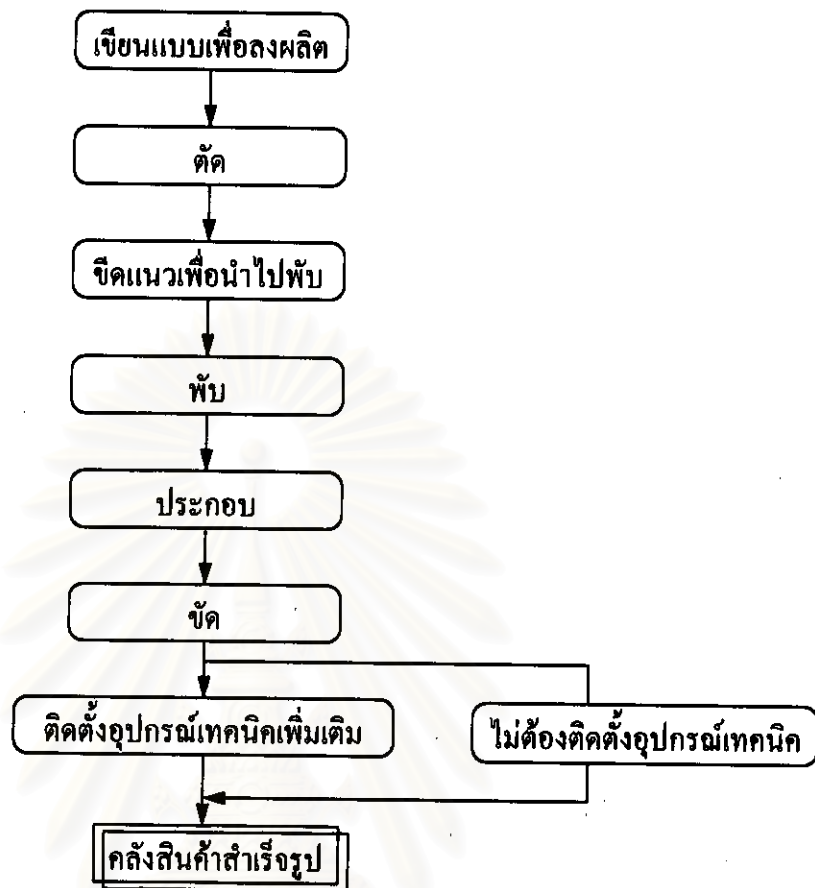 เขียนแบบเพื่อลงผลิต
ตัด
ขีดแนวเพื่อนำไปพับ
พับ
ประกอบ
ขัด
ติดตั้งอุปกรณ์เทคนิคเพิ่มเติม
ไม่ต้องติดตั้งอุปกรณ์เทคนิค
คลังสินค้าสำเร็จรูป